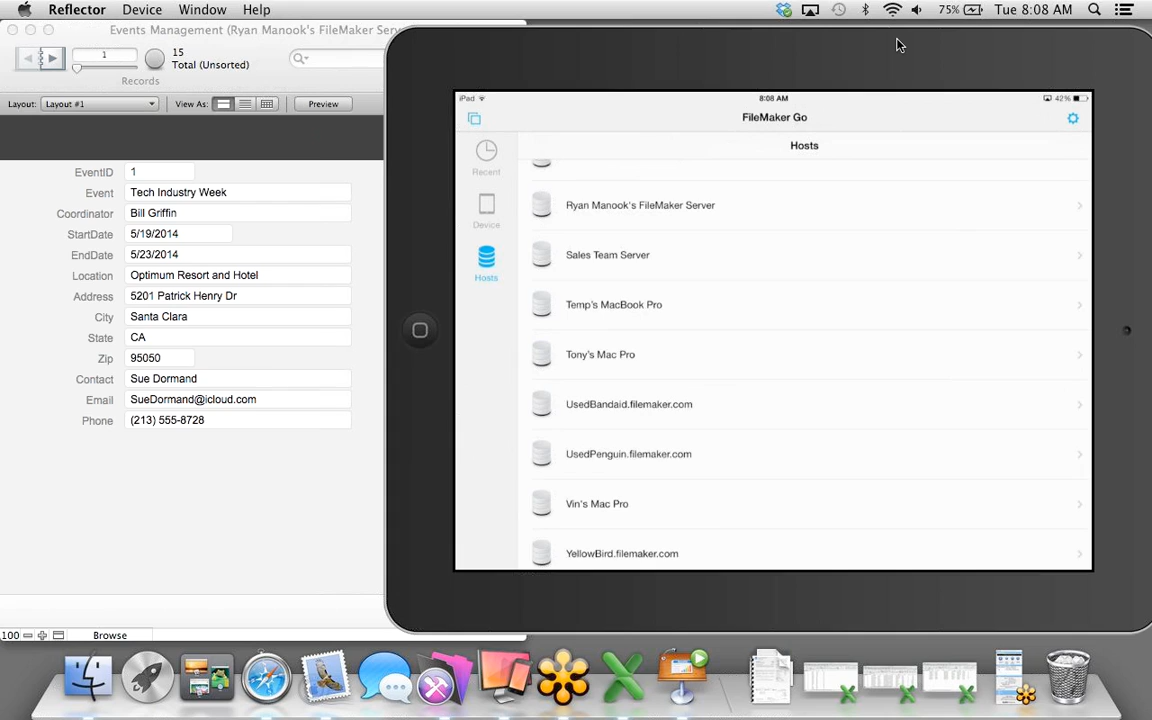 Reflector Device Window Help 75% Tue 8:08 AM
Events Management (Ryan Manook's FileMaker Serv
1
15
Total (Unsorted)
Records
Layout: Layout #1 View As: Preview
EventID 1
Event Tech Industry Week
Coordinator Bill Griffin
StartDate 5/19/2014
EndDate 5/23/2014
Location Optimum Resort and Hotel
Address 5201 Patrick Henry Dr
City Santa Clara
State CA
Zip 95050
Contact Sue Dormand
Email SueDormand@icloud.com
Phone (213) 555-8728
100 Browse
iPad 8:08 AM 42%
FileMaker Go
Hosts
Recent
Device
Hosts
Ryan Manook's FileMaker Server
Sales Team Server
Temp's MacBook Pro
Tony's Mac Pro
UsedBandaid.filemaker.com
UsedPenguin.filemaker.com
Vin's Mac Pro
YellowBird.filemaker.com